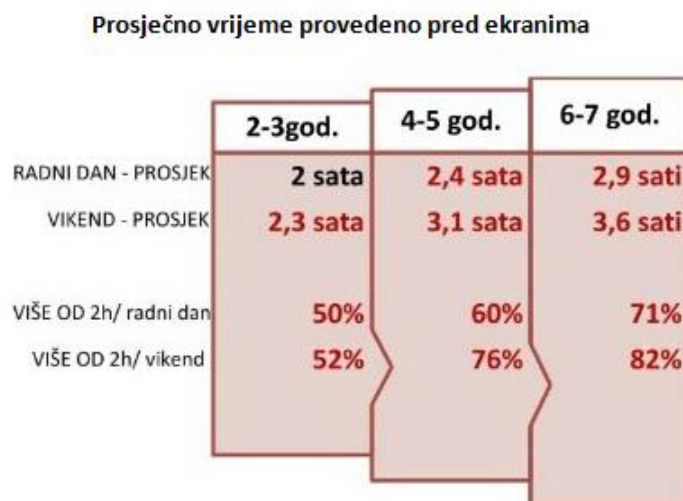 Prosječno vrijeme provedeno pred ekranima
2-3god. 4-5 god. 6-7 god.
RADNI DAN - PROSJEK 2 sata 2,4 sata 2,9 sati
VIKEND - PROSJEK 2,3 sata 3,1 sata 3,6 sati
VIŠE OD 2h/ radni dan 50% 60% 71%
VIŠE OD 2h/ vikend 52% 76% 82%